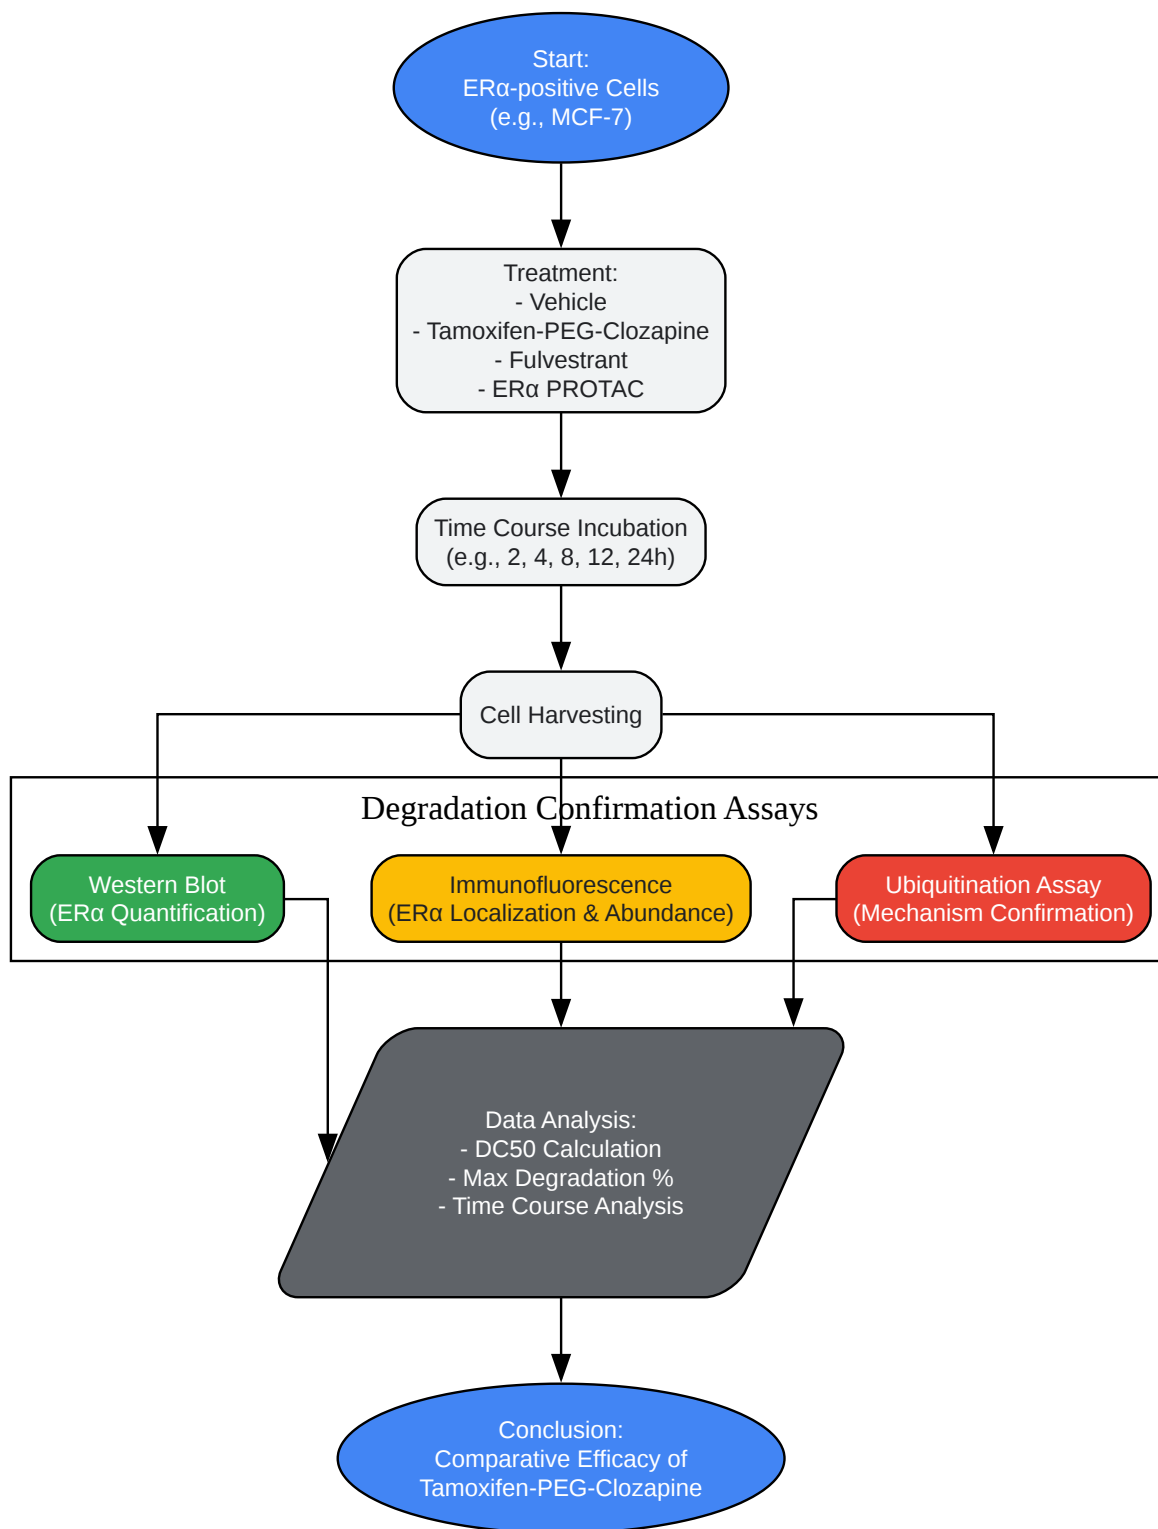 Start:
ERα-positive Cells
(e.g., MCF-7)
Treatment:
- Vehicle
- Tamoxifen-PEG-Clozapine
- Fulvestrant
- ERα PROTAC
Time Course Incubation
(e.g., 2, 4, 8, 12, 24h)
Cell Harvesting
Degradation Confirmation Assays
Western Blot
(ERα Quantification)
Immunofluorescence
(ERα Localization & Abundance)
Ubiquitination Assay
(Mechanism Confirmation)
Data Analysis:
- DC50 Calculation
- Max Degradation %
- Time Course Analysis
Conclusion:
Comparative Efficacy of
Tamoxifen-PEG-Clozapine